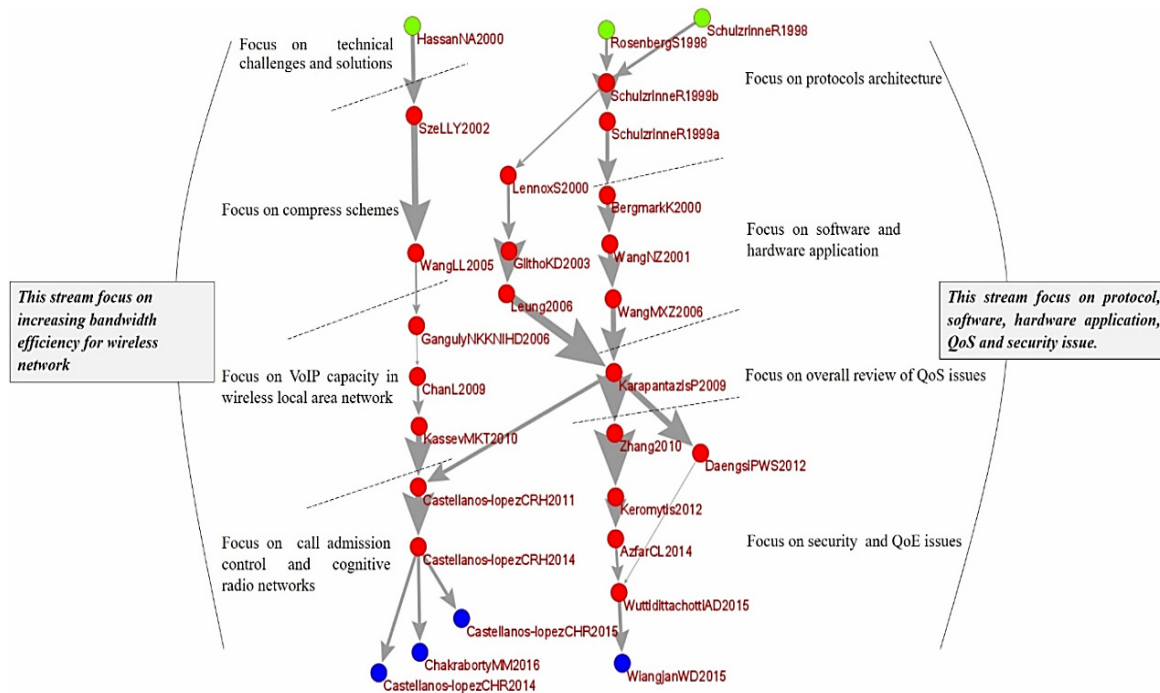 HassanNA2000
RosenbergS1998
SchulzrinneR1998
Focus on technical
challenges and solutions
Focus on protocols architecture
SchulzrinneR1999b
SzeLLY2002
SchulzrinneR1999a
LennoxS2000
BergmarkK2000
Focus on compress schemes
Focus on software and
hardware application
WangLL2005
GlithoKD2003
WangNZ2001
Leung2006
WangMXZ2006
This stream focus on
increasing bandwidth
efficiency for wireless
network
This stream focus on protocol,
software, hardware application,
QoS and security issue.
GangulyNKKNIHD2006
Focus on VoIP capacity in
wireless local area network
ChanL2009
KarapantazisP2009
Focus on overall review of QoS issues
KassevMKT2010
Zhang2010
DaengsiPWS2012
Castellanos-lopezCRH2011
Keromytis2012
Focus on call admission
control and cognitive
radio networks
Castellanos-lopezCRH2014
AzfarCL2014
Focus on security and QoE issues
WuttidittachottiAD2015
Castellanos-lopezCHR2015
ChakrabortyMM2016
Castellanos-lopezCHR2014
WiangjanWD2015